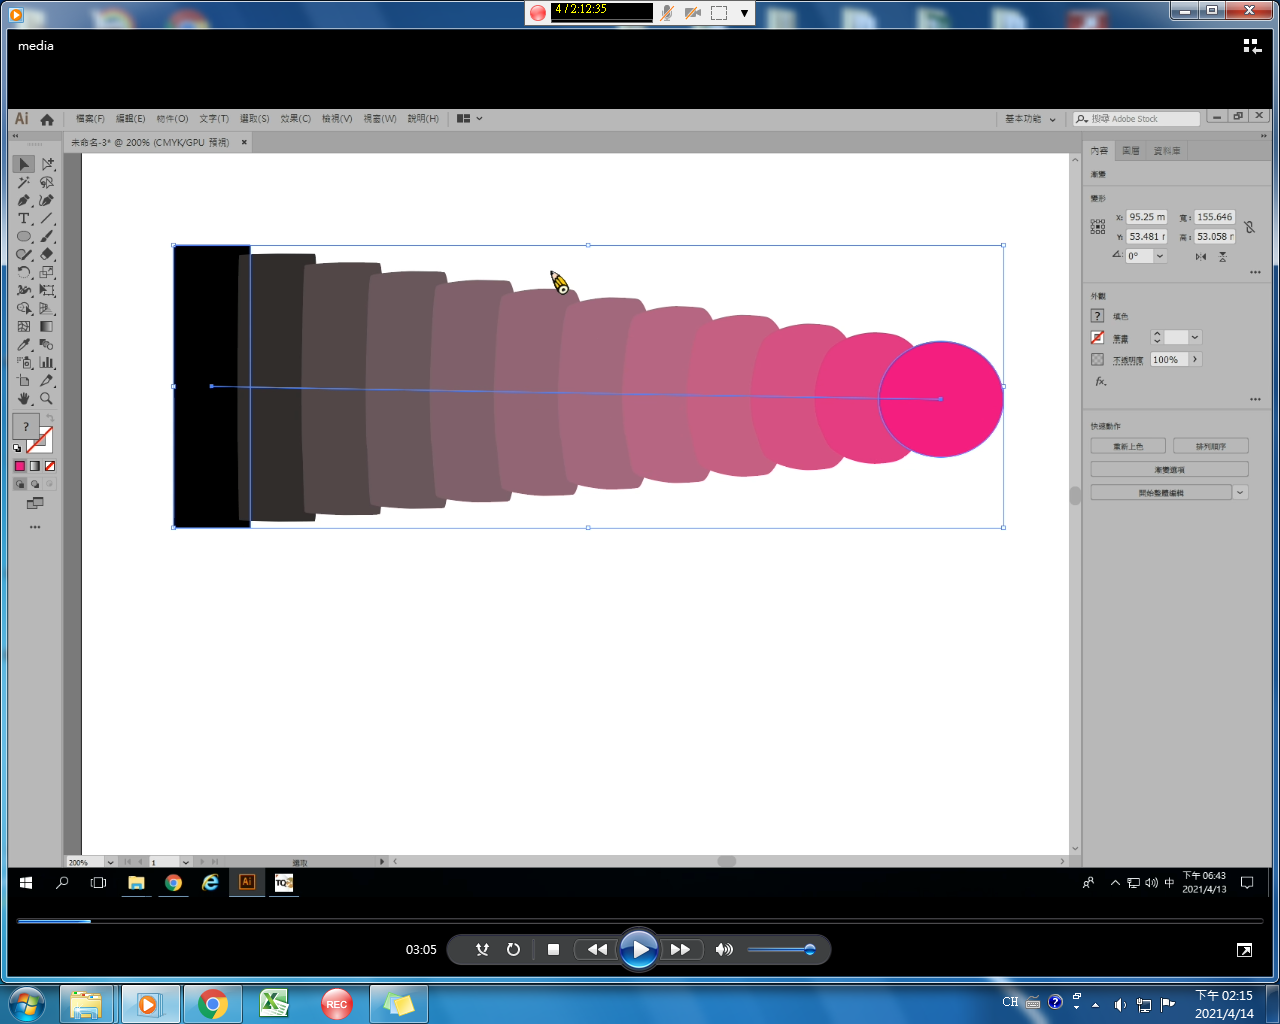 4 / 2:12:35
media
Ai 檔案(F) 編輯(E) 物件(O) 文字(T) 選取(S) 效果(C) 檢視(V) 視窗(W) 說明(H) 基本功能 搜尋 Adobe Stock
未命名-3* @ 200% (CMYK/GPU 預視) ×
內容 圖層 資料庫
漸變
變形
X: 95.25 m 寬: 155.646
Y: 53.481 r 高: 53.058 r
0°
外觀
? 填色
筆畫
不透明度 100%
fx.
?
快速動作
重新上色 排列順序
漸變選項
開始整體編輯
200% 1 選取
Ai TQC
中 下午 06:43
2021/4/13
03:05
REC
CH ? 下午 02:15
2021/4/14